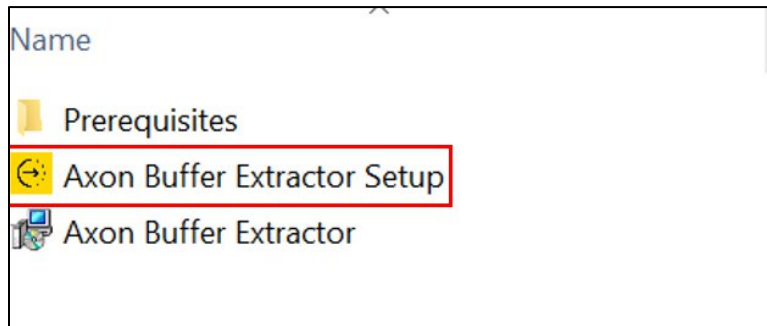 Name
Prerequisites
Axon Buffer Extractor Setup
Axon Buffer Extractor